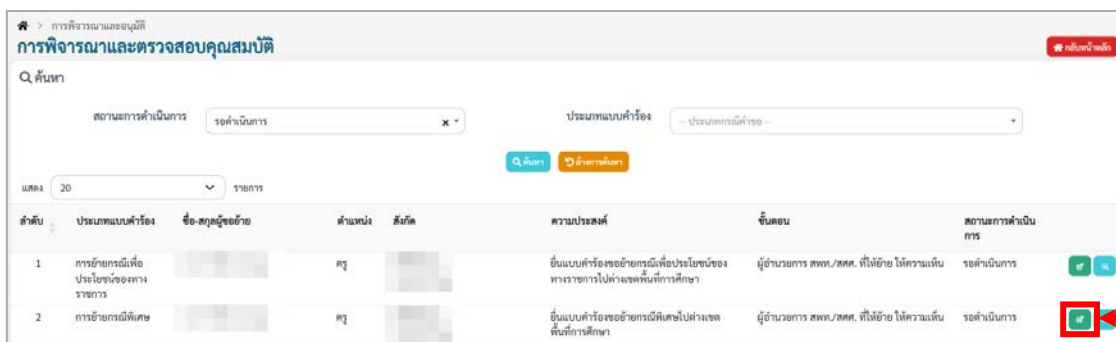 การพิจารณาและอนุมัติ
การพิจารณาและตรวจสอบคุณสมบัติ
กลับหน้าหลัก
ค้นหา
สถานะการดำเนินการ รอดำเนินการ ประเภทแบบคำร้อง -- ประเภทกรณีคำขอ --
ค้นหา ล้างการค้นหา
แสดง 20 รายการ
ลำดับ ประเภทแบบคำร้อง ชื่อ-สกุลผู้ขอย้าย ตำแหน่ง สังกัด ความประสงค์ ขั้นตอน สถานะการดำเนิน
การ
1 การย้ายกรณีเพื่อ ครู ยื่นแบบคำร้องขอย้ายกรณีเพื่อประโยชน์ของ ผู้อำนวยการ สพท./สศศ. ที่ให้ย้าย ให้ความเห็น รอดำเนินการ
ประโยชน์ของทาง ทางราชการไปต่างเขตพื้นที่การศึกษา
ราชการ
2 การย้ายกรณีพิเศษ ครู ยื่นแบบคำร้องขอย้ายกรณีพิเศษไปต่างเขต ผู้อำนวยการ สพท./สศศ. ที่ให้ย้าย ให้ความเห็น รอดำเนินการ
พื้นที่การศึกษา